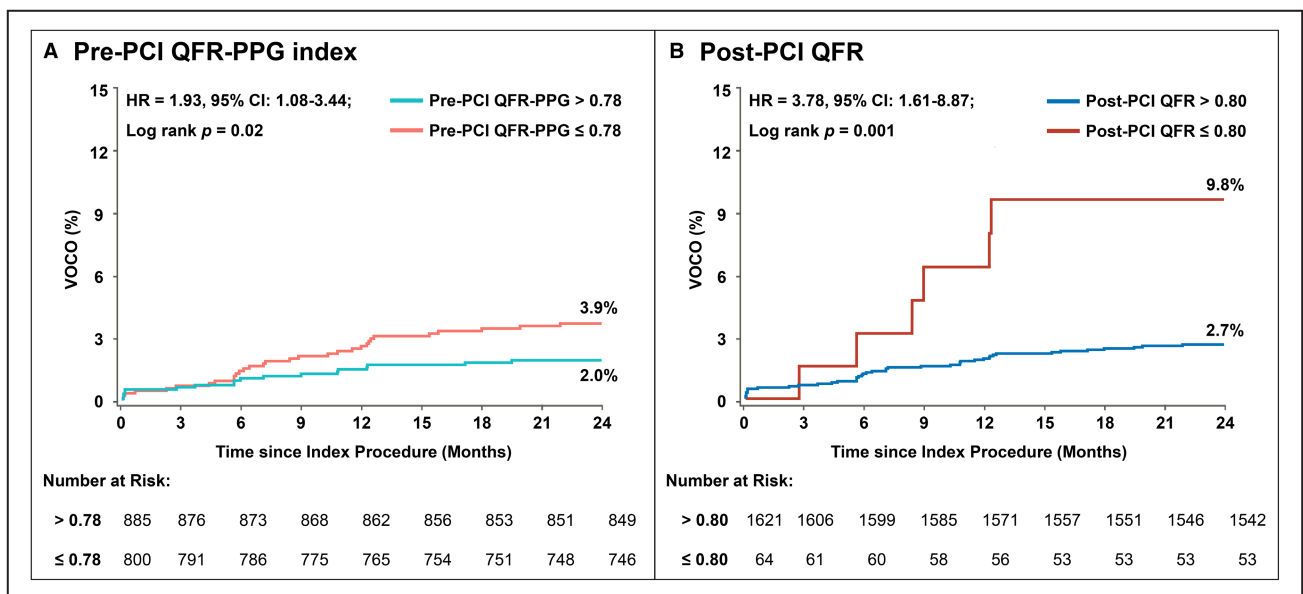 A Pre-PCI QFR-PPG index
HR = 1.93, 95% CI: 1.08-3.44;
Log rank p = 0.02
Pre-PCI QFR-PPG > 0.78
Pre-PCI QFR-PPG ≤ 0.78
VOCO (%)
15
12
9
6
3
0
3.9%
2.0%
0 3 6 9 12 15 18 21 24
Time since Index Procedure (Months)
Number at Risk:
> 0.78 885 876 873 868 862 856 853 851 849
≤ 0.78 800 791 786 775 765 754 751 748 746
B Post-PCI QFR
HR = 3.78, 95% CI: 1.61-8.87;
Log rank p = 0.001
Post-PCI QFR > 0.80
Post-PCI QFR ≤ 0.80
VOCO (%)
15
12
9
6
3
0
9.8%
2.7%
0 3 6 9 12 15 18 21 24
Time since Index Procedure (Months)
Number at Risk:
> 0.80 1621 1606 1599 1585 1571 1557 1551 1546 1542
≤ 0.80 64 61 60 58 56 53 53 53 53